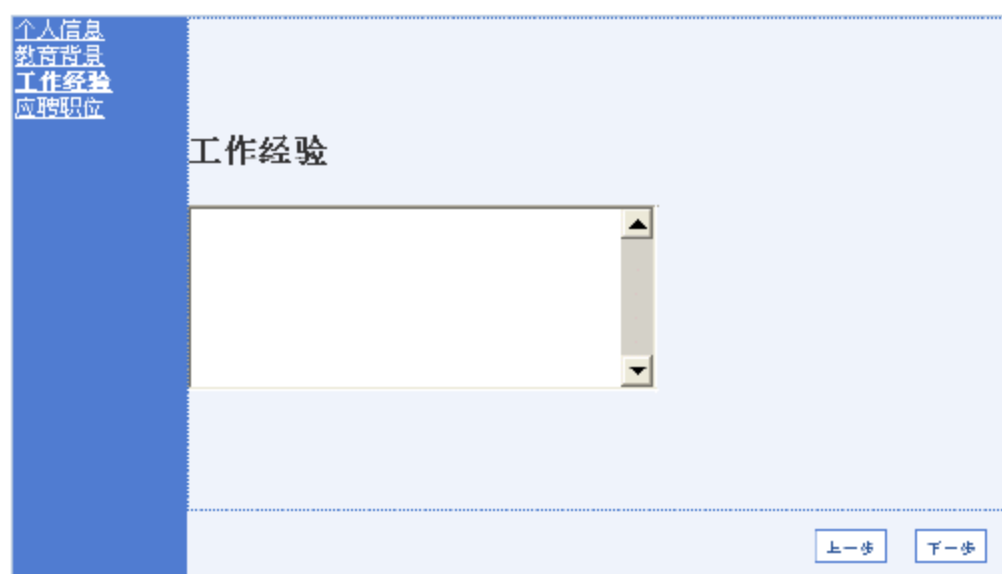 个人信息
教育背景
工作经验
应聘职位
工作经验
上一步
下一步